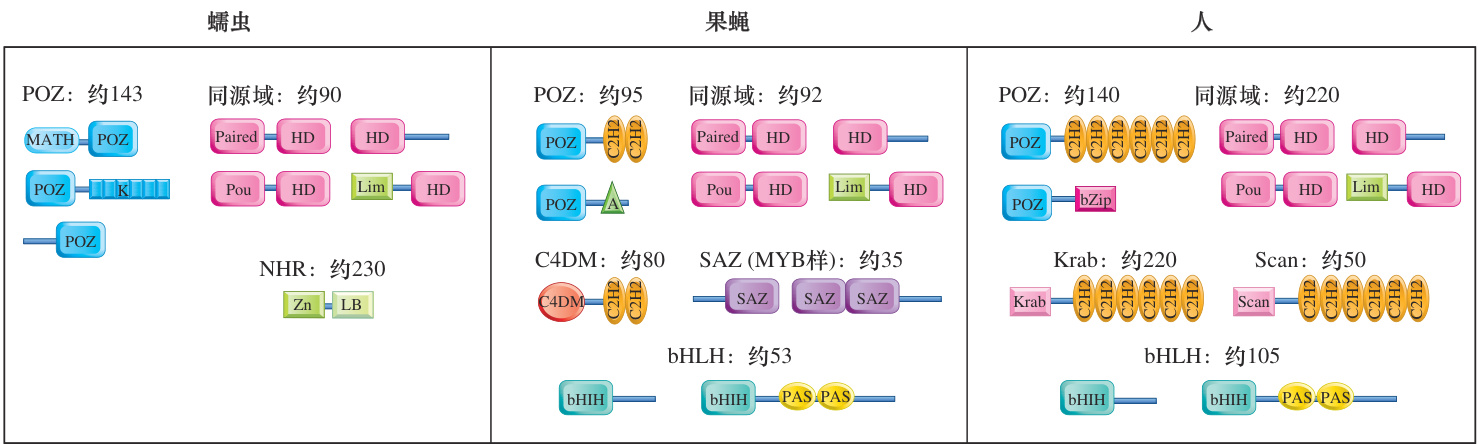 蠕虫
果蝇
人
POZ：约143
同源域：约90
MATH POZ
Paired HD
HD
POZ K
Pou HD
Lim HD
POZ
NHR：约230
Zn LB
POZ：约95
同源域：约92
POZ C2H2 C2H2
Paired HD
HD
POZ A
Pou HD
Lim HD
C4DM：约80
SAZ (MYB样)：约35
C4DM C2H2 C2H2
SAZ
SAZ SAZ
bHLH：约53
bHIH
bHIH PAS PAS
POZ：约140
同源域：约220
POZ C2H2 C2H2 C2H2 C2H2 C2H2 C2H2
Paired HD
HD
POZ bZip
Pou HD
Lim HD
Krab：约220
Scan：约50
Krab C2H2 C2H2 C2H2 C2H2 C2H2 C2H2
Scan C2H2 C2H2 C2H2 C2H2 C2H2 C2H2
bHLH：约105
bHIH
bHIH PAS PAS